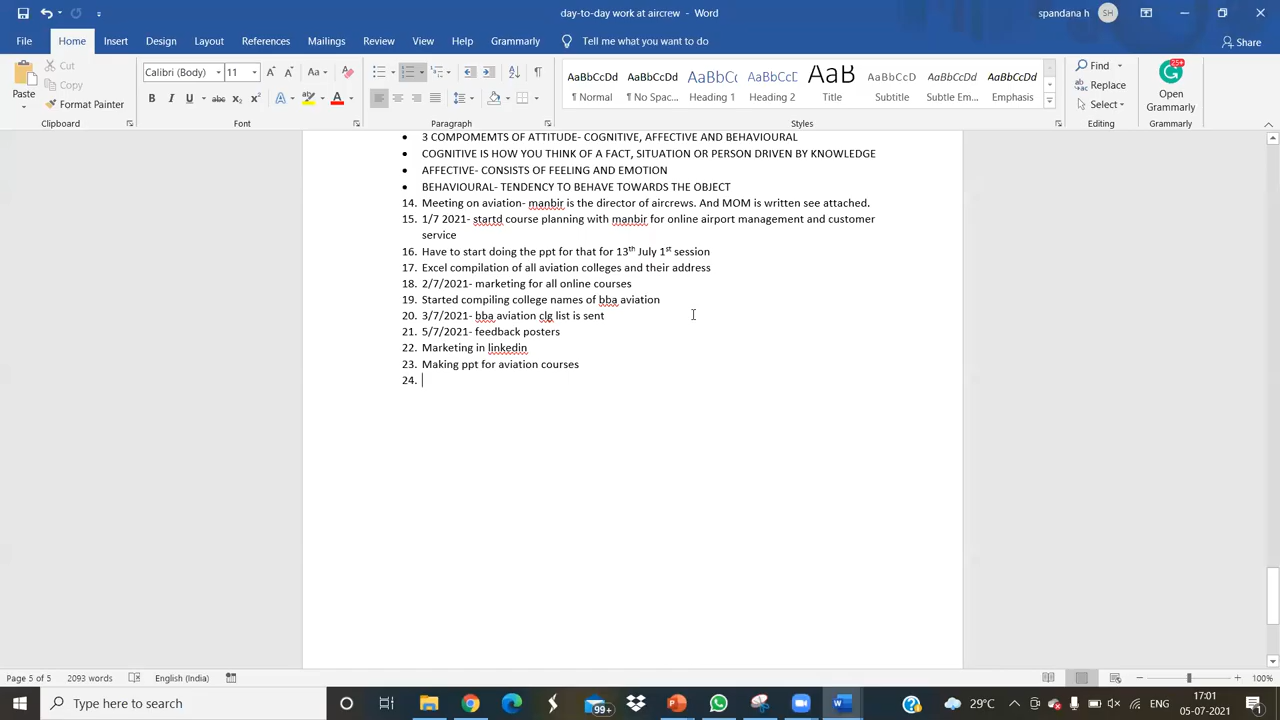 day-to-day work at aircrew - Word
spandana h
SH
File Home Insert Design Layout References Mailings Review View Help Grammarly Tell me what you want to do Share
Paste
Cut
Copy
Format Painter
Clipboard
Calibri (Body) 11
Font
Paragraph
AaBbCcDd AaBbCcDd AaBbCc AaBbCcD AaB AaBbCcD AaBbCcDd AaBbCcDd
¶ Normal ¶ No Spac... Heading 1 Heading 2 Title Subtitle Subtle Em... Emphasis
Styles
Find
Replace
Select
Editing
25+
Open
Grammarly
Grammarly
• 3 COMPOMEMTS OF ATTITUDE- COGNITIVE, AFFECTIVE AND BEHAVIOURAL
• COGNITIVE IS HOW YOU THINK OF A FACT, SITUATION OR PERSON DRIVEN BY KNOWLEDGE
• AFFECTIVE- CONSISTS OF FEELING AND EMOTION
• BEHAVIOURAL- TENDENCY TO BEHAVE TOWARDS THE OBJECT
14. Meeting on aviation- manbir is the director of aircrews. And MOM is written see attached.
15. 1/7 2021- startd course planning with manbir for online airport management and customer
service
16. Have to start doing the ppt for that for 13th July 1st session
17. Excel compilation of all aviation colleges and their address
18. 2/7/2021- marketing for all online courses
19. Started compiling college names of bba aviation
20. 3/7/2021- bba aviation clg list is sent
21. 5/7/2021- feedback posters
22. Marketing in linkedin
23. Making ppt for aviation courses
24.
Page 5 of 5 2093 words English (India) 100%
Type here to search
99+
29°C
ENG
17:01
05-07-2021